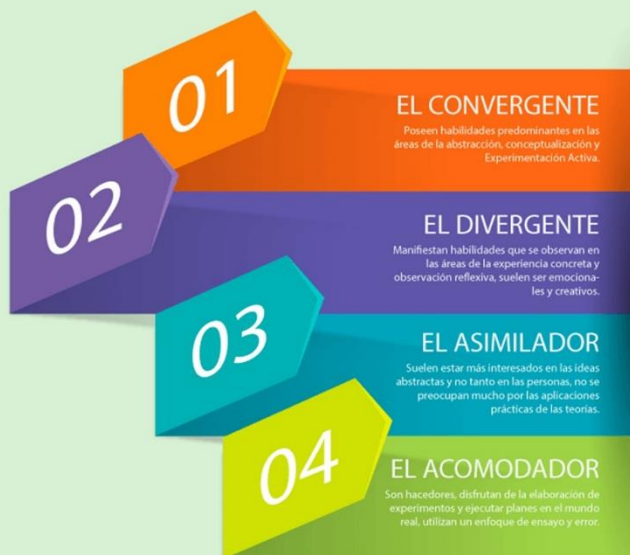 01
EL CONVERGENTE
Poseen habilidades predominantes en las
áreas de la abstracción, conceptualización y
Experimentación Activa.
02
EL DIVERGENTE
Manifiestan habilidades que se observan en
las áreas de la experiencia concreta y
observación reflexiva, suelen ser emociona-
les y creativos.
03
EL ASIMILADOR
Suelen estar más interesados en las ideas
abstractas y no tanto en las personas, no se
preocupan mucho por las aplicaciones
prácticas de las teorías.
04
EL ACOMODADOR
Son hacedores, disfrutan de la elaboración de
experimentos y ejecutar planes en el mundo
real, utilizan un enfoque de ensayo y error.